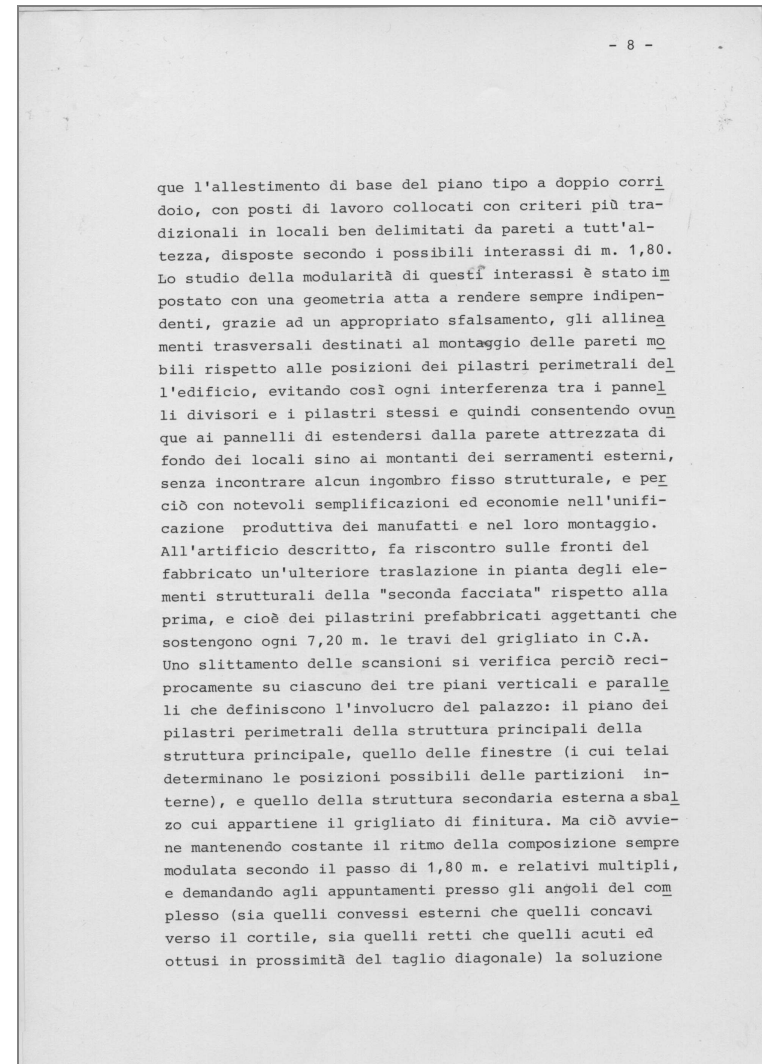 - 8 -
que l'allestimento di base del piano tipo a doppio corri
doio, con posti di lavoro collocati con criteri più tra-
dizionali in locali ben delimitati da pareti a tutt'al-
tezza, disposte secondo i possibili interassi di m. 1,80.
Lo studio della modularità di questi interassi è stato im
postato con una geometria atta a rendere sempre indipen-
denti, grazie ad un appropriato sfalsamento, gli allinea
menti trasversali destinati al montaggio delle pareti mo
bili rispetto alle posizioni dei pilastri perimetrali del
l'edificio, evitando così ogni interferenza tra i pannel
li divisori e i pilastri stessi e quindi consentendo ovun
que ai pannelli di estendersi dalla parete attrezzata di
fondo dei locali sino ai montanti dei serramenti esterni,
senza incontrare alcun ingombro fisso strutturale, e per
ciò con notevoli semplificazioni ed economie nell'unifi-
cazione produttiva dei manufatti e nel loro montaggio.
All'artificio descritto, fa riscontro sulle fronti del
fabbricato un'ulteriore traslazione in pianta degli ele-
menti strutturali della "seconda facciata" rispetto alla
prima, e cioè dei pilastrini prefabbricati aggettanti che
sostengono ogni 7,20 m. le travi del grigliato in C.A.
Uno slittamento delle scansioni si verifica perciò reci-
procamente su ciascuno dei tre piani verticali e paralle
li che definiscono l'involucro del palazzo: il piano dei
pilastri perimetrali della struttura principali della
struttura principale, quello delle finestre (i cui telai
determinano le posizioni possibili delle partizioni in-
terne), e quello della struttura secondaria esterna a sbal
zo cui appartiene il grigliato di finitura. Ma ciò avvie-
ne mantenendo costante il ritmo della composizione sempre
modulata secondo il passo di 1,80 m. e relativi multipli,
e demandando agli appuntamenti presso gli angoli del com
plesso (sia quelli convessi esterni che quelli concavi
verso il cortile, sia quelli retti che quelli acuti ed
ottusi in prossimità del taglio diagonale) la soluzione